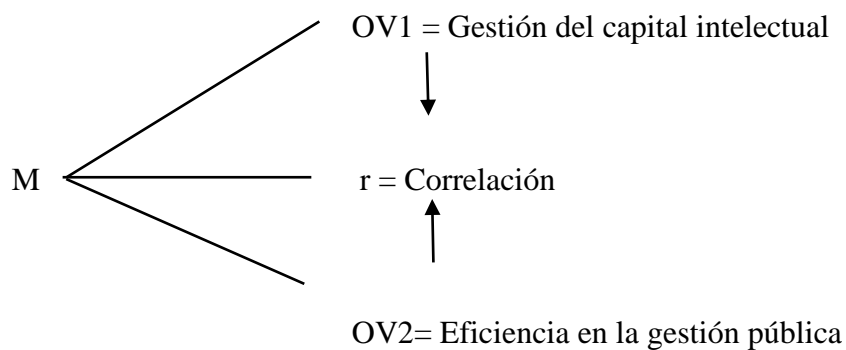 OV1 = Gestión del capital intelectual
M r = Correlación
OV2= Eficiencia en la gestión pública